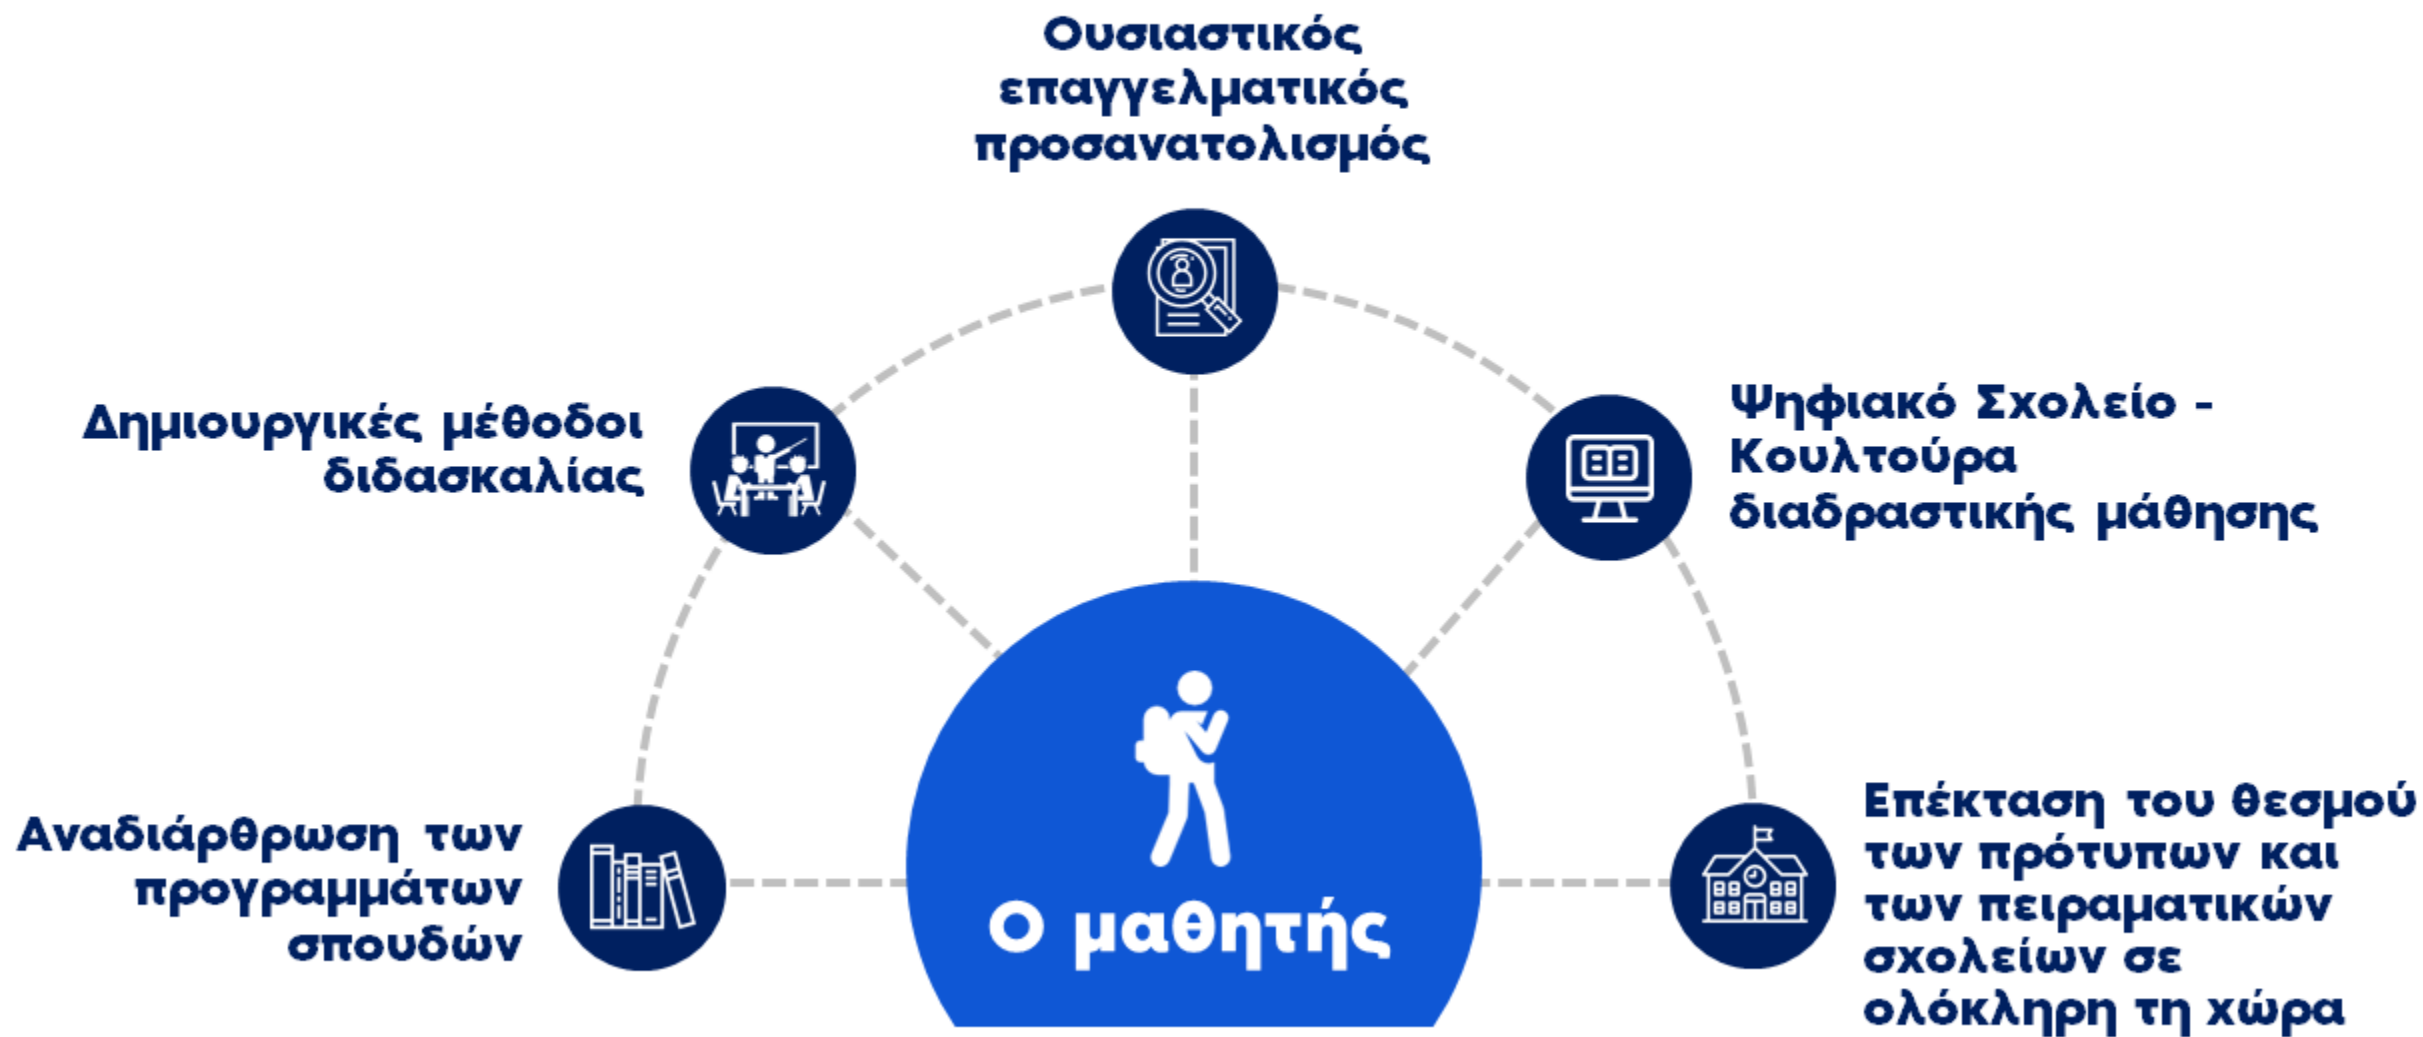 Ουσιαστικός
επαγγελματικός
προσανατολισμός
Δημιουργικές μέθοδοι
διδασκαλίας
Ψηφιακό Σχολείο -
Κουλτούρα
διαδραστικής μάθησης
Αναδιάρθρωση των
προγραμμάτων
σπουδών
Ο μαθητής
Επέκταση του θεσμού
των πρότυπων και
των πειραματικών
σχολείων σε
ολόκληρη τη χώρα